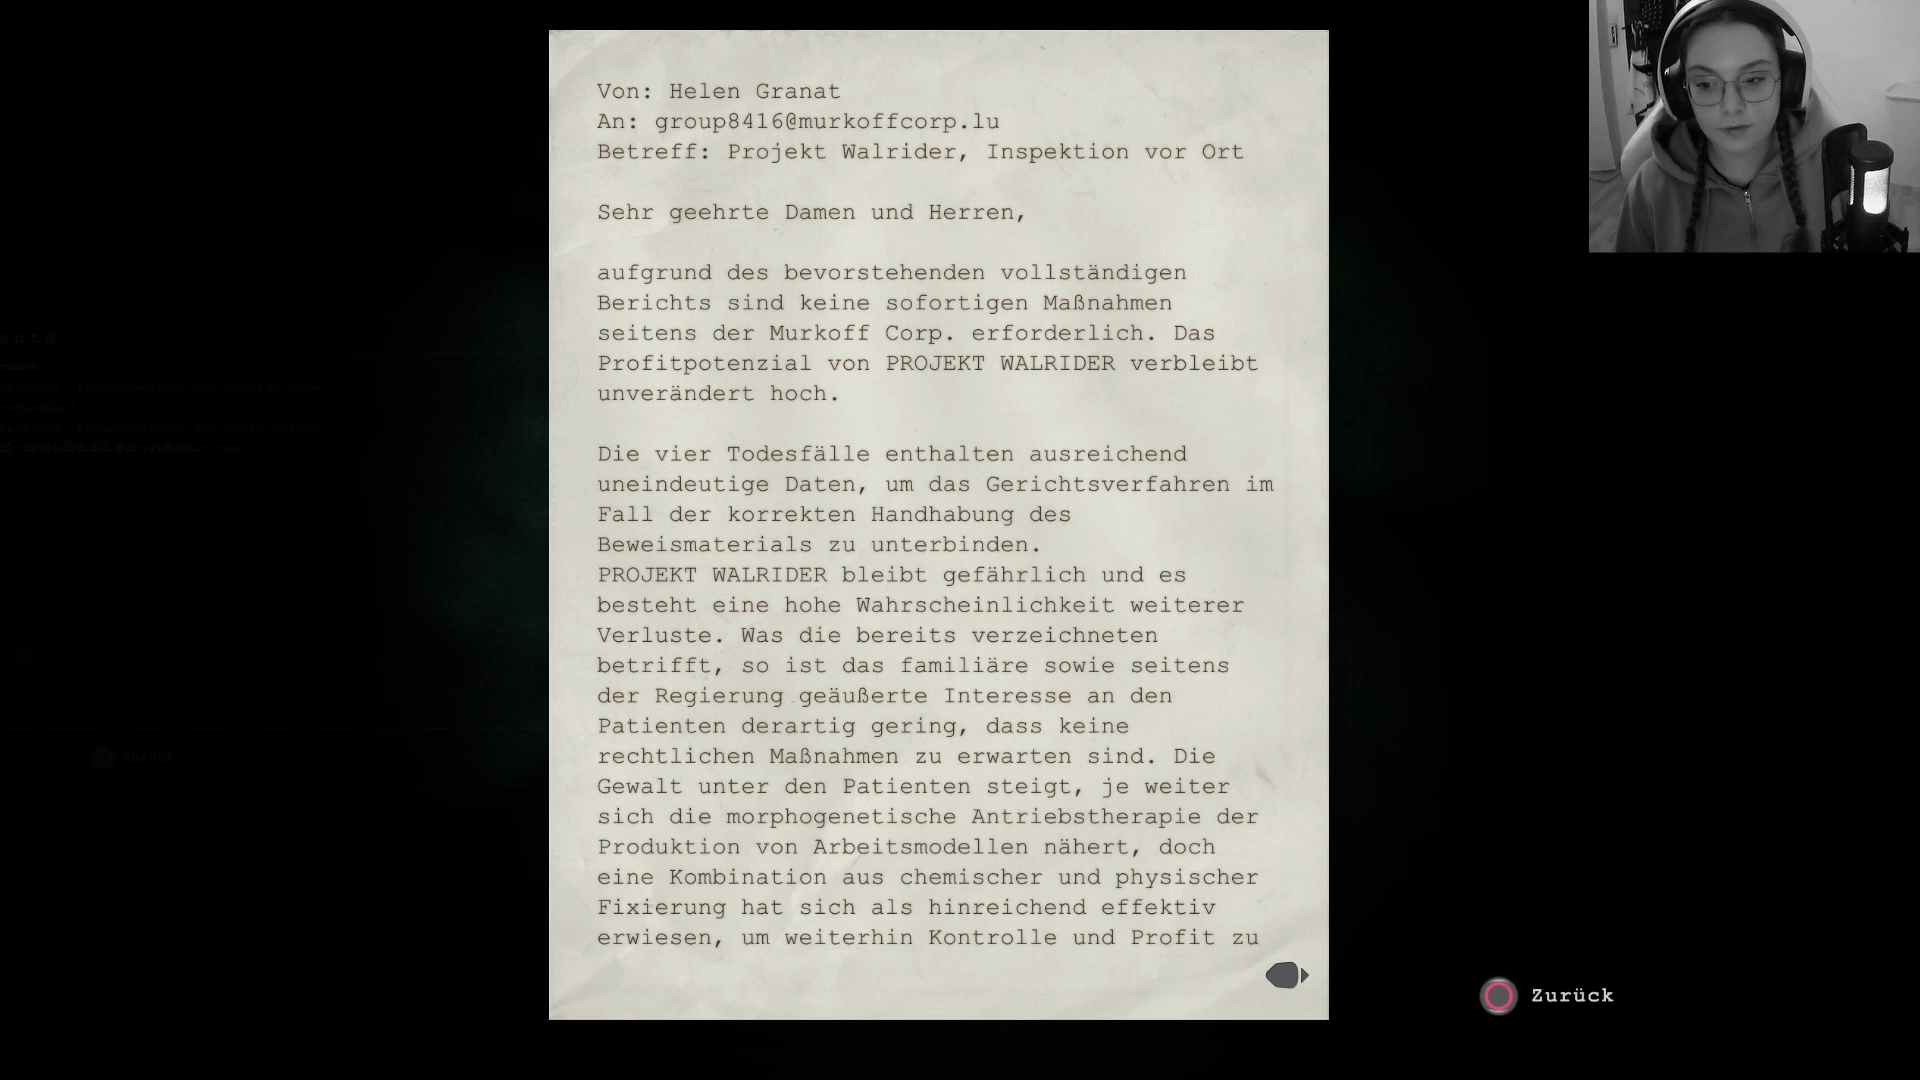 Von: Helen Granat
An: group8416@murkoffcorp.lu
Betreff: Projekt Walrider, Inspektion vor Ort
Sehr geehrte Damen und Herren,
aufgrund des bevorstehenden vollständigen
Berichts sind keine sofortigen Maßnahmen
seitens der Murkoff Corp. erforderlich. Das
Profitpotenzial von PROJEKT WALRIDER verbleibt
unverändert hoch.
Die vier Todesfälle enthalten ausreichend
uneindeutige Daten, um das Gerichtsverfahren im
Fall der korrekten Handhabung des
Beweismaterials zu unterbinden.
PROJEKT WALRIDER bleibt gefährlich und es
besteht eine hohe Wahrscheinlichkeit weiterer
Verluste. Was die bereits verzeichneten
betrifft, so ist das familiäre sowie seitens
der Regierung geäußerte Interesse an den
Patienten derartig gering, dass keine
rechtlichen Maßnahmen zu erwarten sind. Die
Gewalt unter den Patienten steigt, je weiter
sich die morphogenetische Antriebstherapie der
Produktion von Arbeitsmodellen nähert, doch
eine Kombination aus chemischer und physischer
Fixierung hat sich als hinreichend effektiv
erwiesen, um weiterhin Kontrolle und Profit zu
Zurück
Zurück